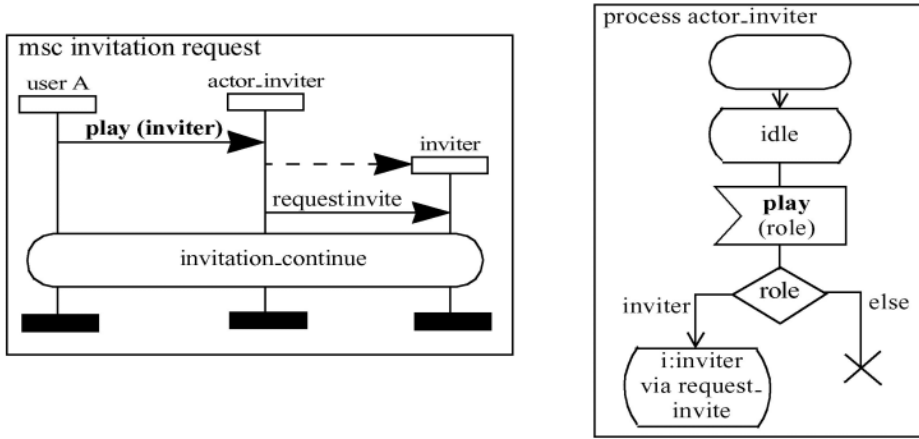 msc invitation request
user A
actor_inviter
play (inviter)
inviter
requestinvite
invitation_continue
process actor_inviter
idle
play
(role)
role
inviter
else
i:inviter
via request_
invite